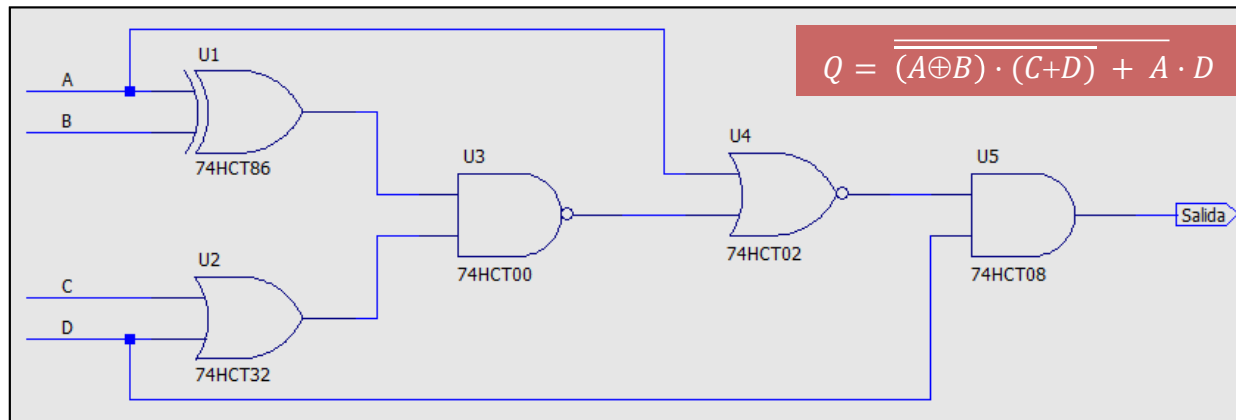 U1
A
B
74HCT86
U2
C
D
74HCT32
U3
74HCT00
U4
74HCT02
U5
74HCT08
Salida
Q = \overline{\overline{(A⊕B) · (C+D)} + A} · D